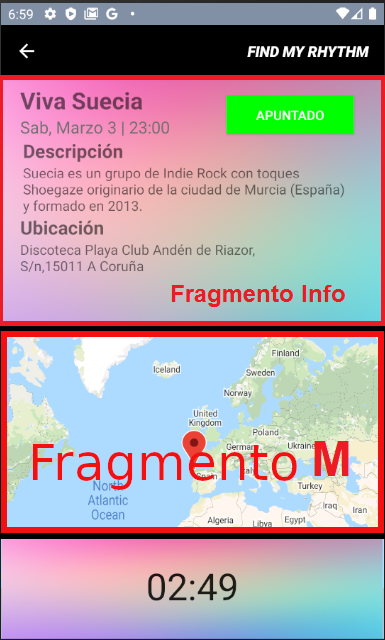 6:59
FIND MY RHYTHM
Viva Suecia
APUNTADO
Sab, Marzo 3 | 23:00
Descripción
Suecia es un grupo de Indie Rock con toques
Shoegaze originario de la ciudad de Murcia (España)
y formado en 2013.
Ubicación
Discoteca Playa Club Andén de Riazor,
S/n,15011 A Coruña
Fragmento Info
Finland
Iceland
Sweden
Norway
United
Kingdom
Poland
Germany
Ukraine
Fragmento M
Spain
Turkey
North
Atlantic
Ocean
Algeria
Libya
Egypt
Iraq
02:49